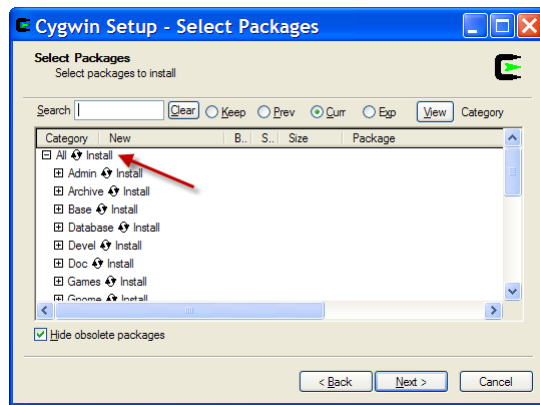 Cygwin Setup - Select Packages
Select Packages
Select packages to install
Search Clear Keep Prev Curr Exp View Category
Category New B.. S.. Size Package
All Install
Admin Install
Archive Install
Base Install
Database Install
Devel Install
Doc Install
Games Install
Gnome Install
Hide obsolete packages
< Back Next > Cancel